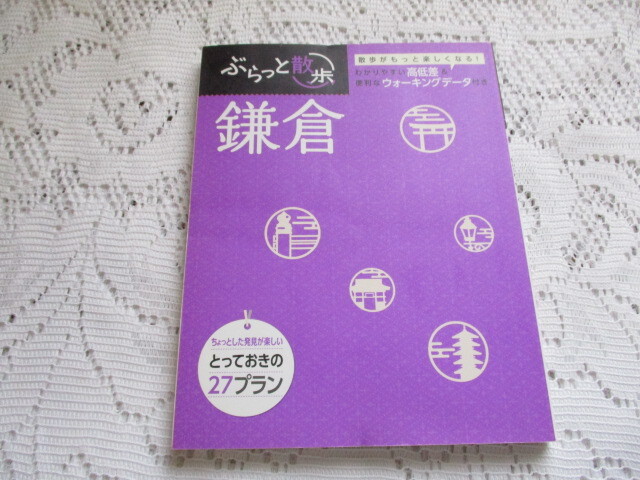 ぶらっと散歩
散歩がもっと楽しくなる!
わかりやすい高低差&
便利なウォーキングデータ付き
鎌倉
ちょっとした発見が楽しい
とっておきの
27プラン